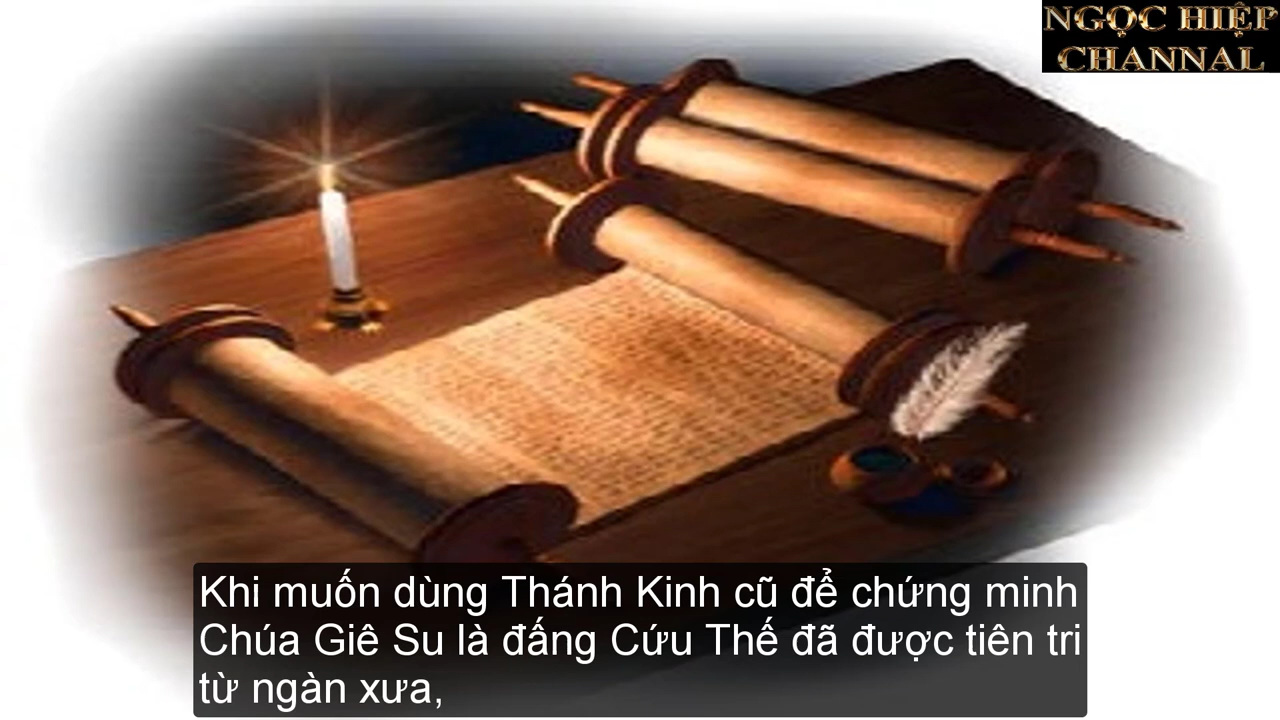 NGỌC HIỆP
CHANNAL
Khi muốn dùng Thánh Kinh cũ để chứng minh
Chúa Giê Su là đấng Cứu Thế đã được tiên tri
từ ngàn xưa,